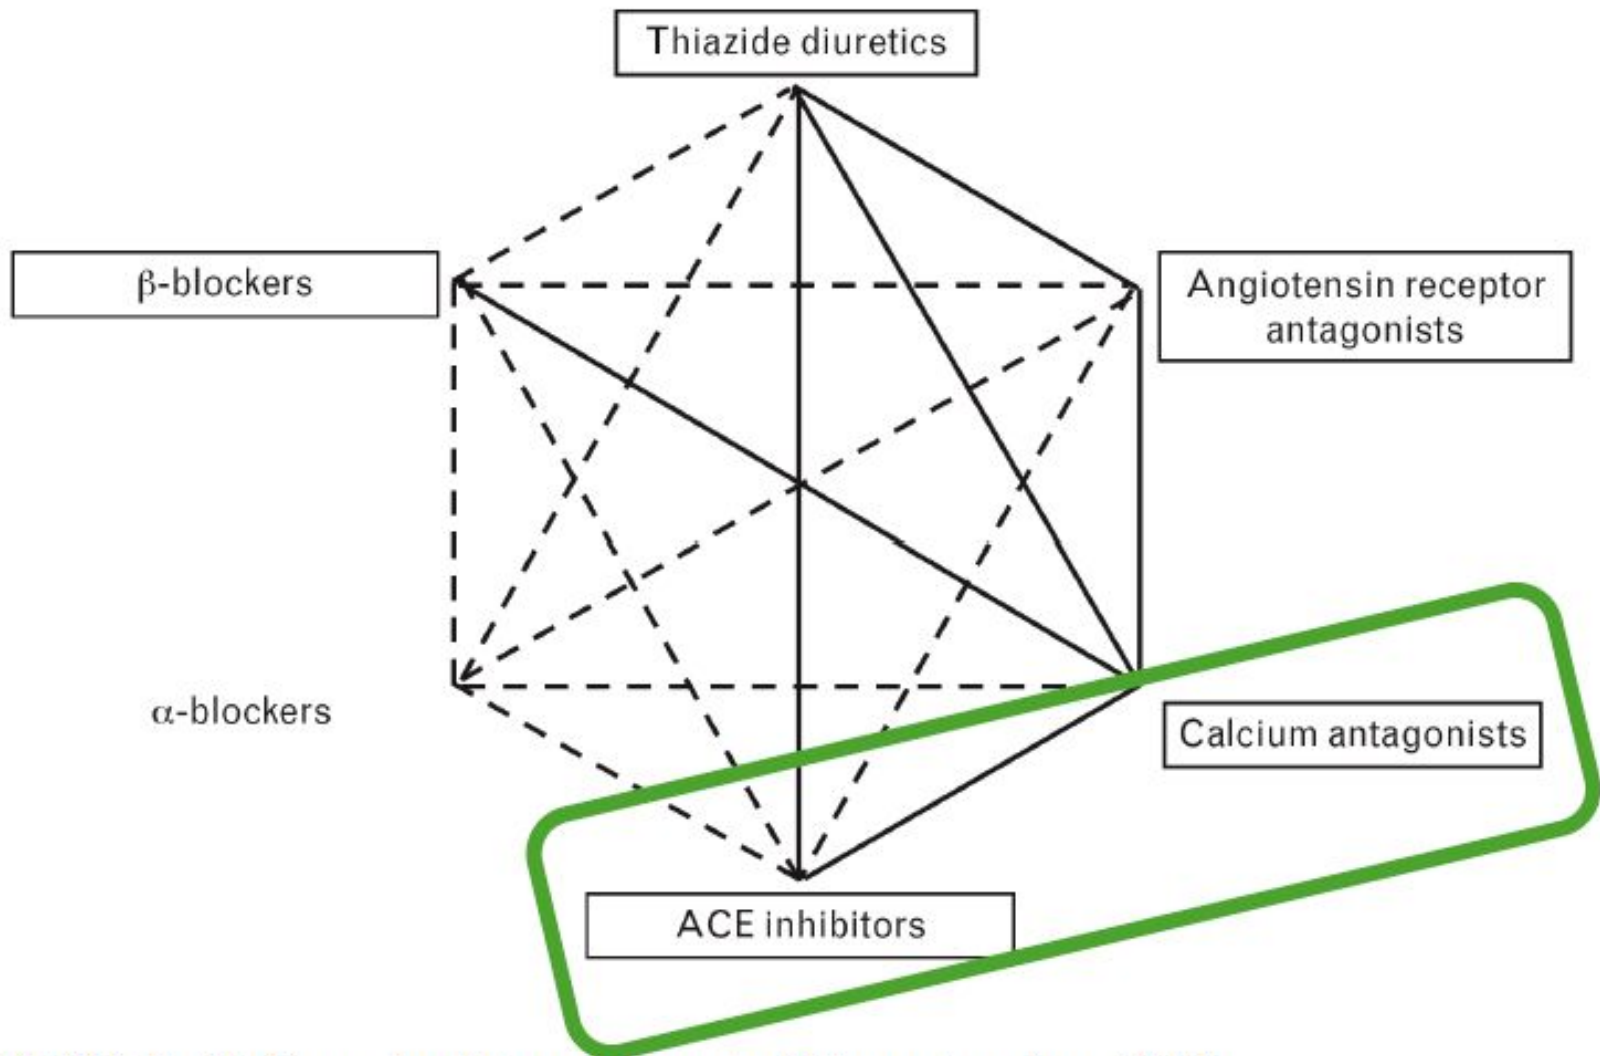 Thiazide diuretics
β-blockers
Angiotensin receptor
antagonists
α-blockers
Calcium antagonists
ACE inhibitors